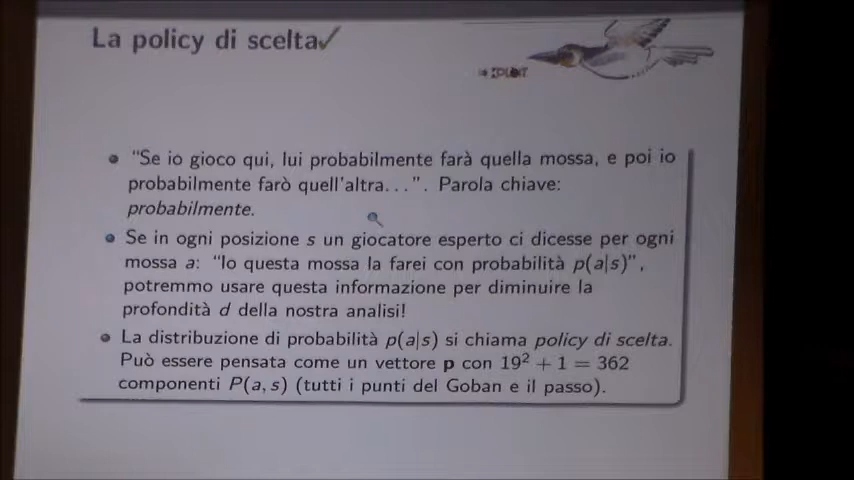 La policy di scelta✓
• "Se io gioco qui, lui probabilmente farà quella mossa, e poi io
probabilmente farò quell'altra...". Parola chiave:
probabilmente.
• Se in ogni posizione s un giocatore esperto ci dicesse per ogni
mossa a: "Io questa mossa la farei con probabilità p(a|s)",
potremmo usare questa informazione per diminuire la
profondità d della nostra analisi!
• La distribuzione di probabilità p(a|s) si chiama policy di scelta.
Può essere pensata come un vettore p con 19² + 1 = 362
componenti P(a, s) (tutti i punti del Goban e il passo).